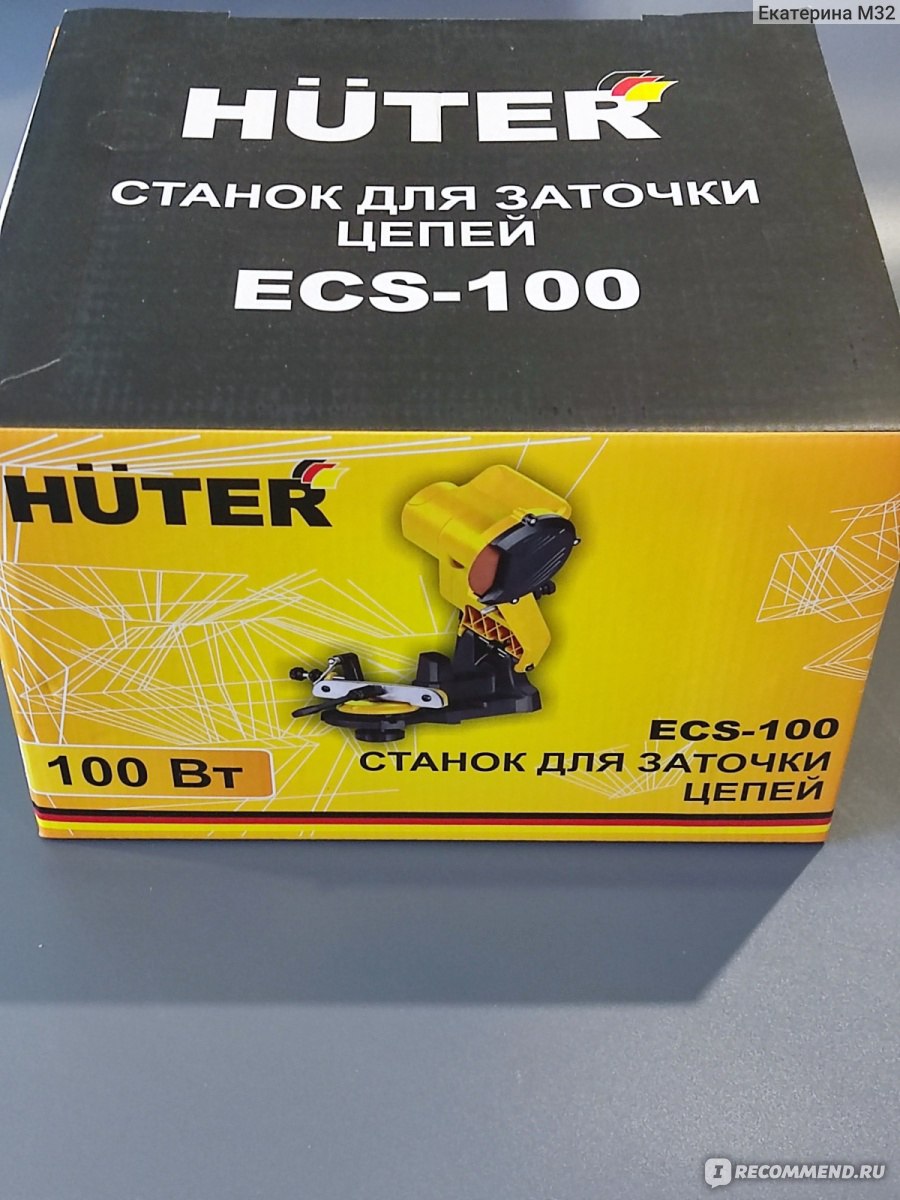 Екатерина М32
HÜTER
СТАНОК ДЛЯ ЗАТОЧКИ
ЦЕПЕЙ
ECS-100
HÜTER
ECS-100
100 Вт
СТАНОК ДЛЯ ЗАТОЧКИ
ЦЕПЕЙ
IRECOMMEND.RU